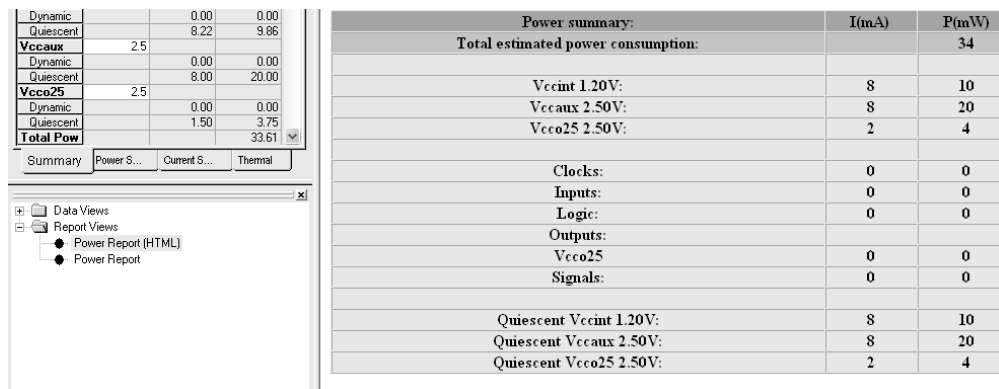 Dynamic 0.00 0.00
Quiescent 8.22 9.86
Vccaux 2.5
Dynamic 0.00 0.00
Quiescent 8.00 20.00
Vcco25 2.5
Dynamic 0.00 0.00
Quiescent 1.50 3.75
Total Pow 33.61
Summary Power S... Current S... Thermal
Data Views
Report Views
Power Report (HTML)
Power Report
Power summary: I(mA) P(mW)
Total estimated power consumption: 34
Vccint 1.20V: 8 10
Vccaux 2.50V: 8 20
Vcco25 2.50V: 2 4
Clocks: 0 0
Inputs: 0 0
Logic: 0 0
Outputs:
Vcco25 0 0
Signals: 0 0
Quiescent Vccint 1.20V: 8 10
Quiescent Vccaux 2.50V: 8 20
Quiescent Vcco25 2.50V: 2 4